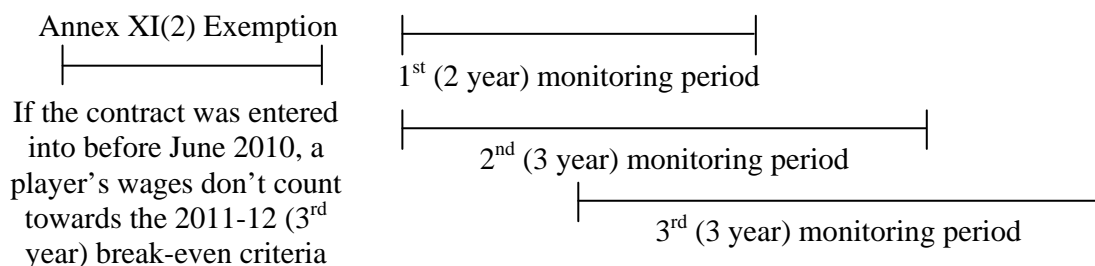 Annex XI(2) Exemption
If the contract was entered
into before June 2010, a
player's wages don't count
towards the 2011-12 (3rd
year) break-even criteria
1st (2 year) monitoring period
2nd (3 year) monitoring period
3rd (3 year) monitoring period